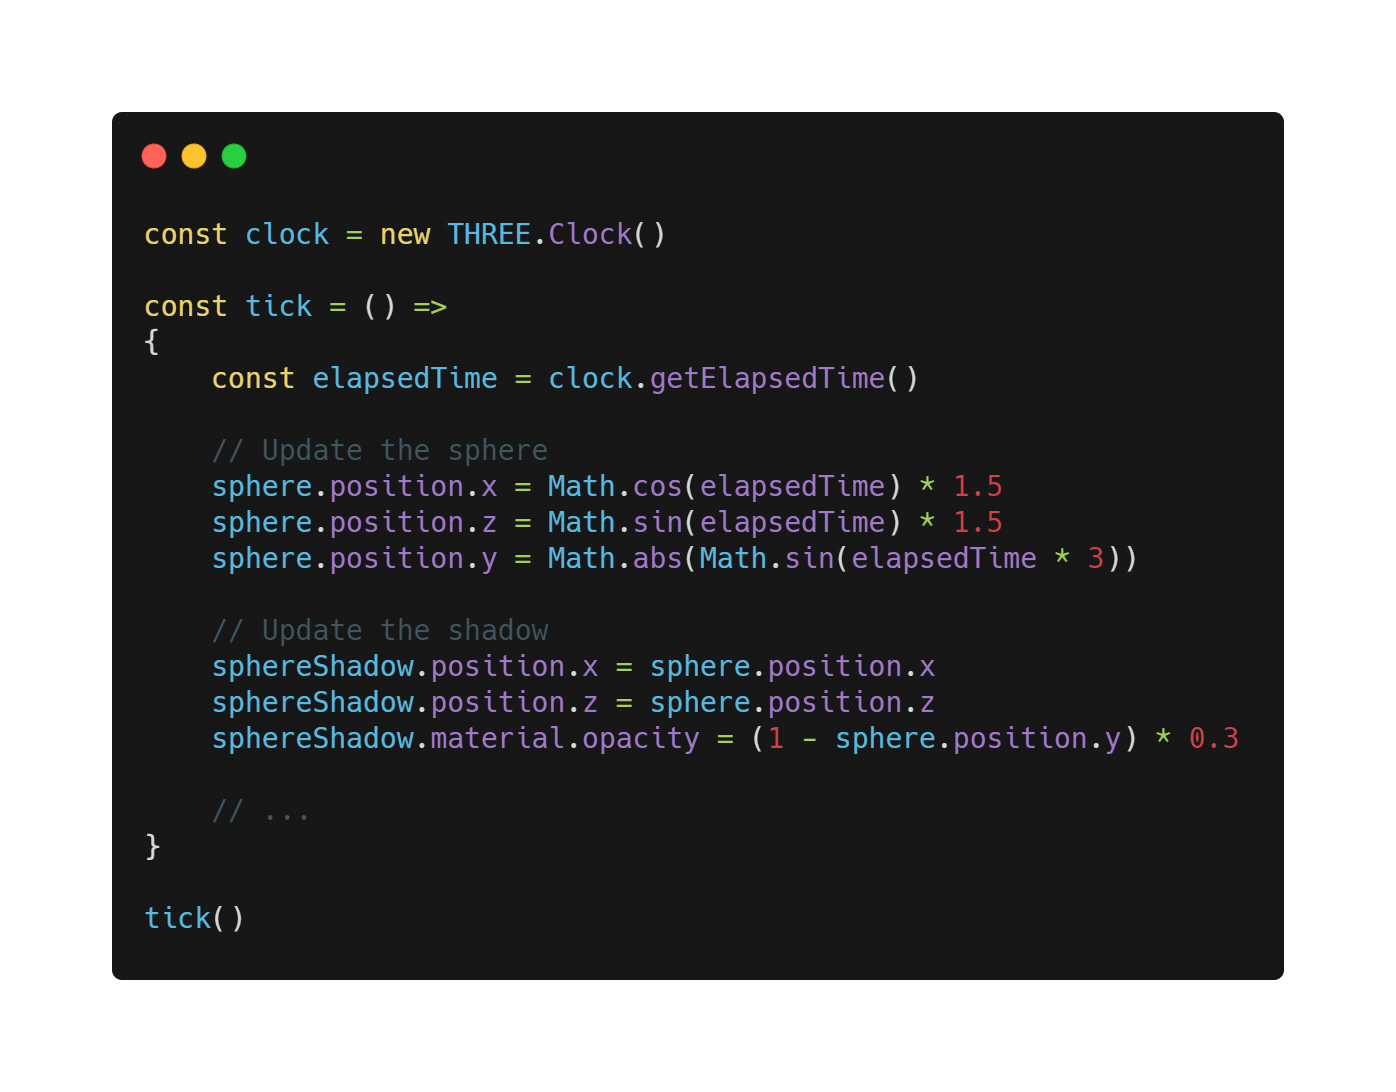 const clock = new THREE.Clock()
const tick = () =>
{
    const elapsedTime = clock.getElapsedTime()
    // Update the sphere
    sphere.position.x = Math.cos(elapsedTime) * 1.5
    sphere.position.z = Math.sin(elapsedTime) * 1.5
    sphere.position.y = Math.abs(Math.sin(elapsedTime * 3))
    // Update the shadow
    sphereShadow.position.x = sphere.position.x
    sphereShadow.position.z = sphere.position.z
    sphereShadow.material.opacity = (1 - sphere.position.y) * 0.3
    // ...
}
tick()